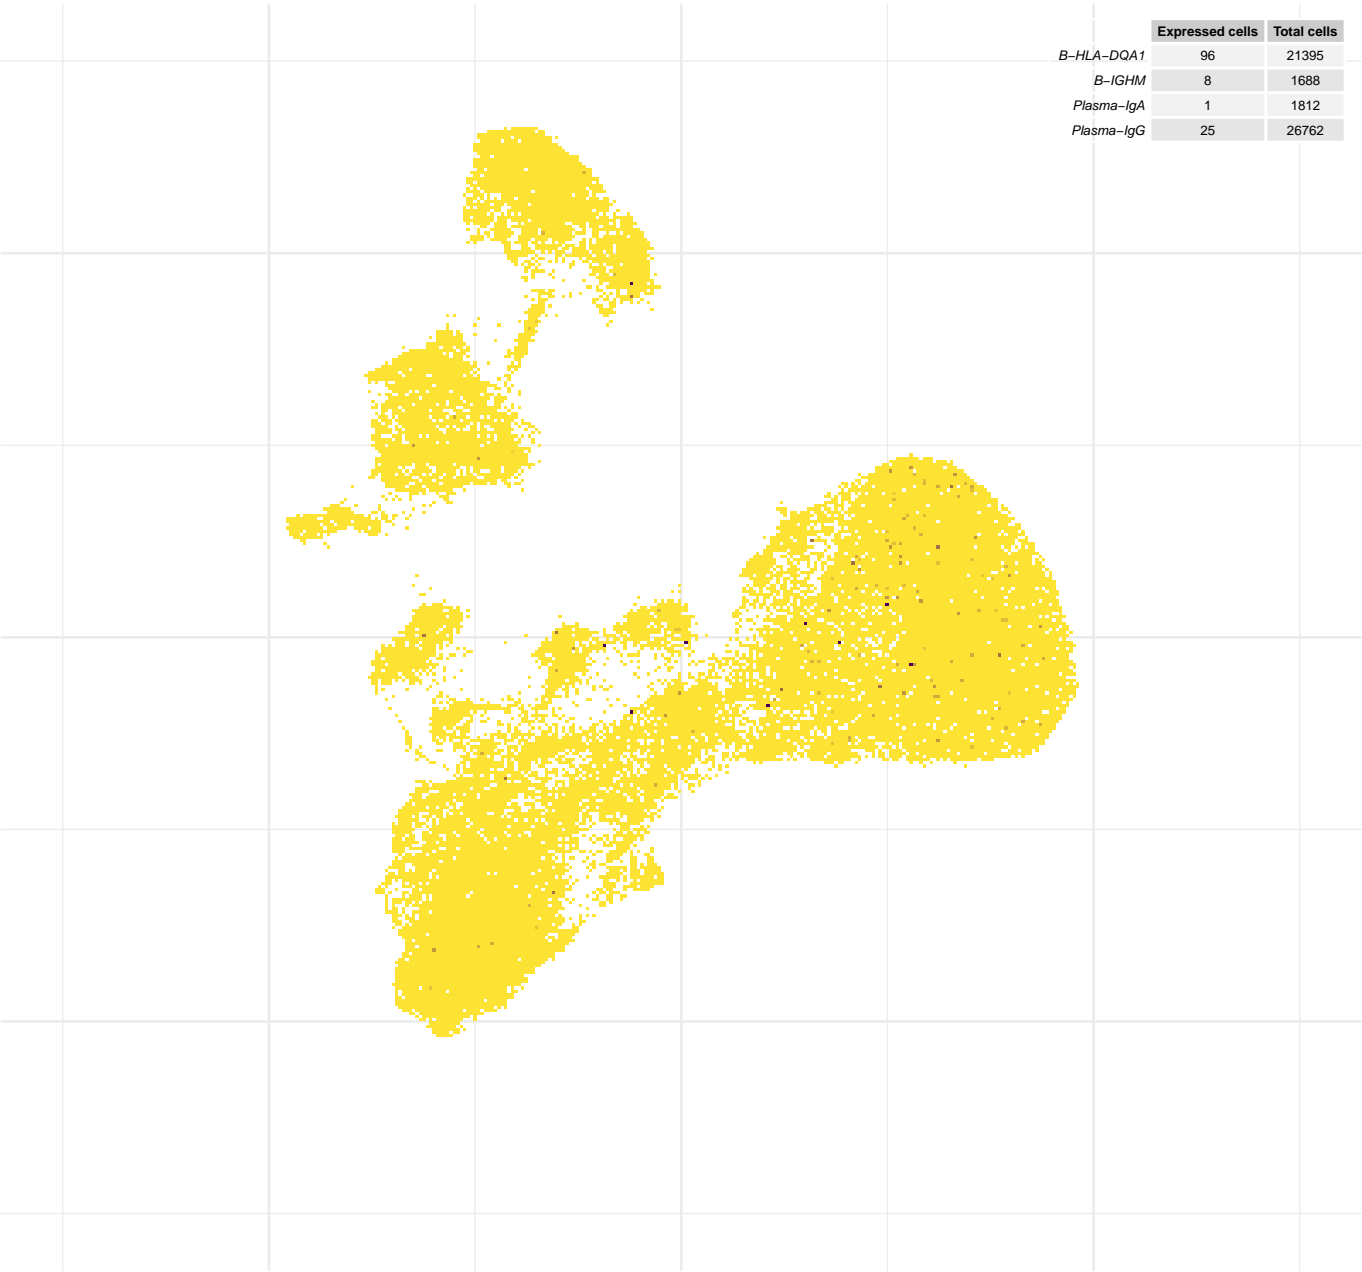 Expressed cells Total cells
B−HLA−DQA1 96 21395
B−IGHM 8 1688
Plasma−IgA 1 1812
Plasma−IgG 25 26762